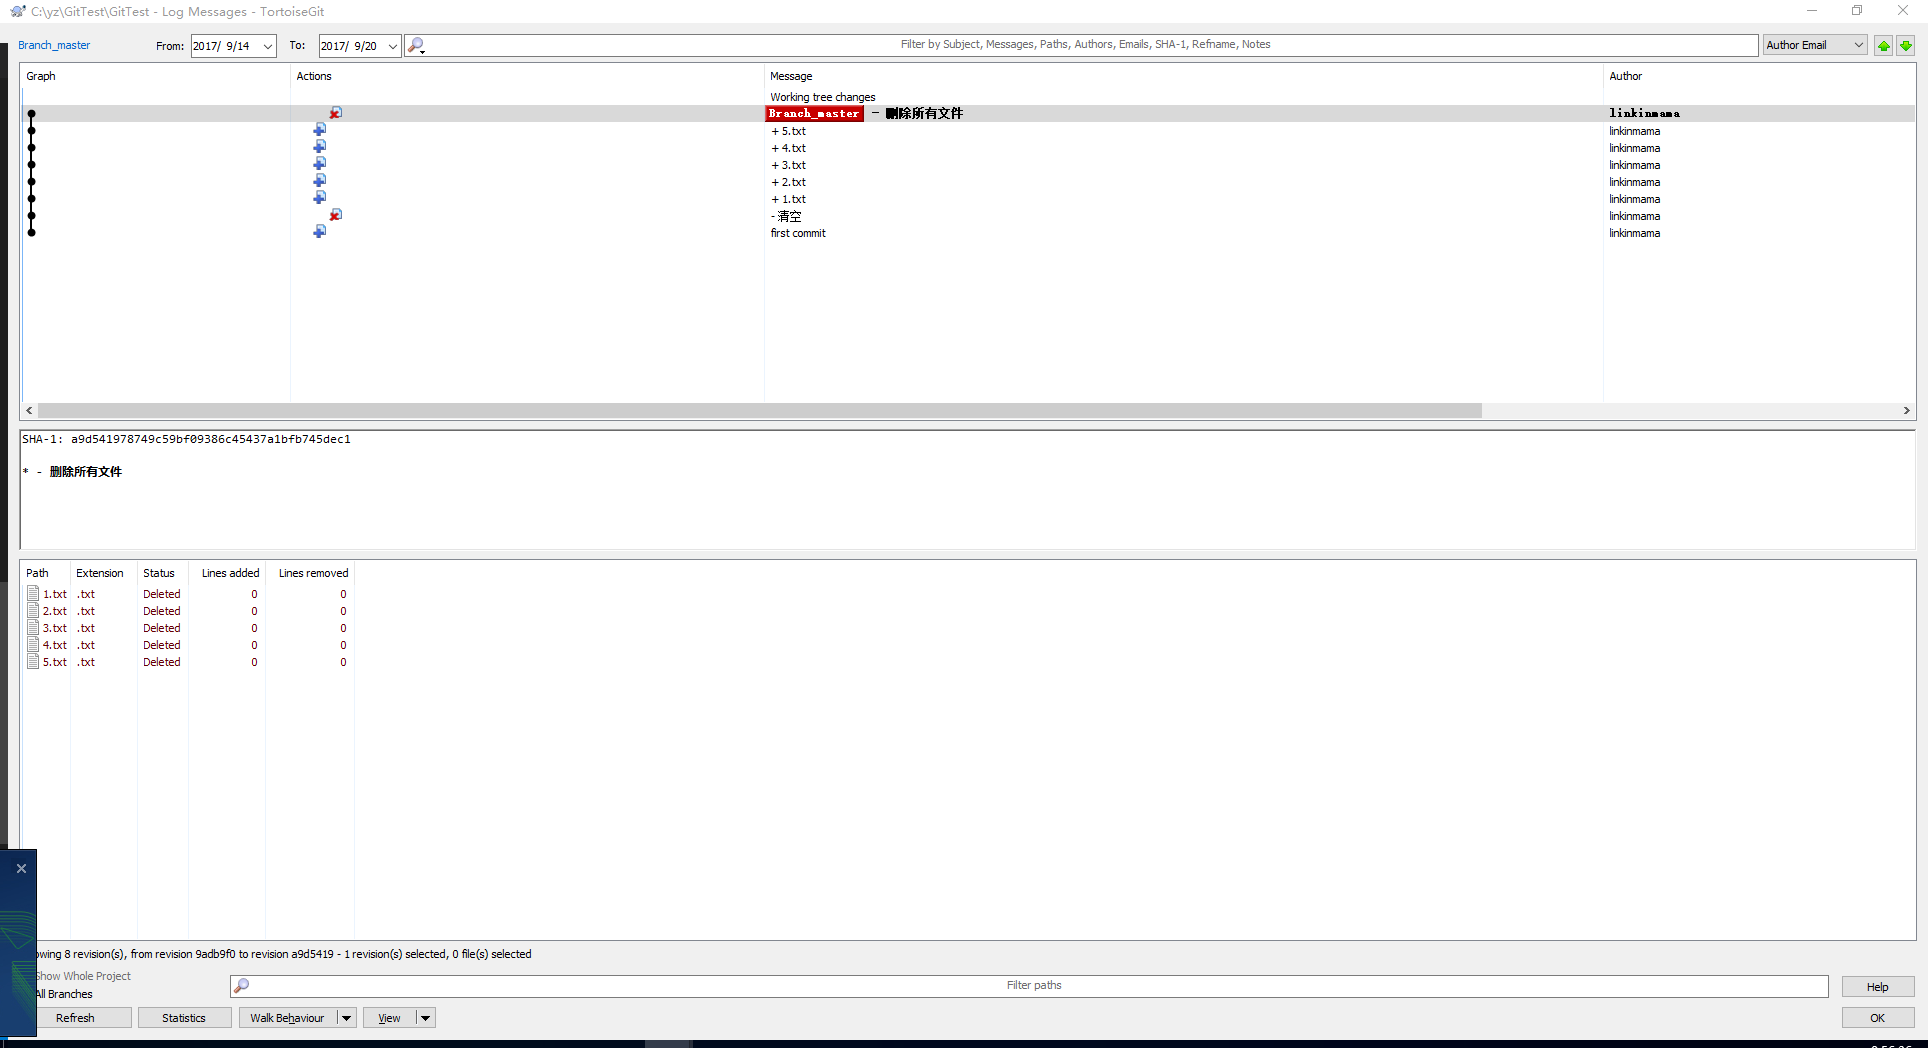 C:\yz\GitTest\GitTest - Log Messages - TortoiseGit
Branch_master From: 2017/ 9/14 To: 2017/ 9/20 Filter by Subject, Messages, Paths, Authors, Emails, SHA-1, Refname, Notes Author Email
Graph Actions Message Author
Working tree changes
Branch_master - 删除所有文件 linkinmama
+ 5.txt linkinmama
+ 4.txt linkinmama
+ 3.txt linkinmama
+ 2.txt linkinmama
+ 1.txt linkinmama
- 清空 linkinmama
first commit linkinmama
SHA-1: a9d541978749c59bf09386c45437a1bfb745dec1
* - 删除所有文件
Path Extension Status Lines added Lines removed
1.txt .txt Deleted 0 0
2.txt .txt Deleted 0 0
3.txt .txt Deleted 0 0
4.txt .txt Deleted 0 0
5.txt .txt Deleted 0 0
owing 8 revision(s), from revision 9adb9f0 to revision a9d5419 - 1 revision(s) selected, 0 file(s) selected
Show Whole Project
Filter paths Help
All Branches
Refresh Statistics Walk Behaviour View OK